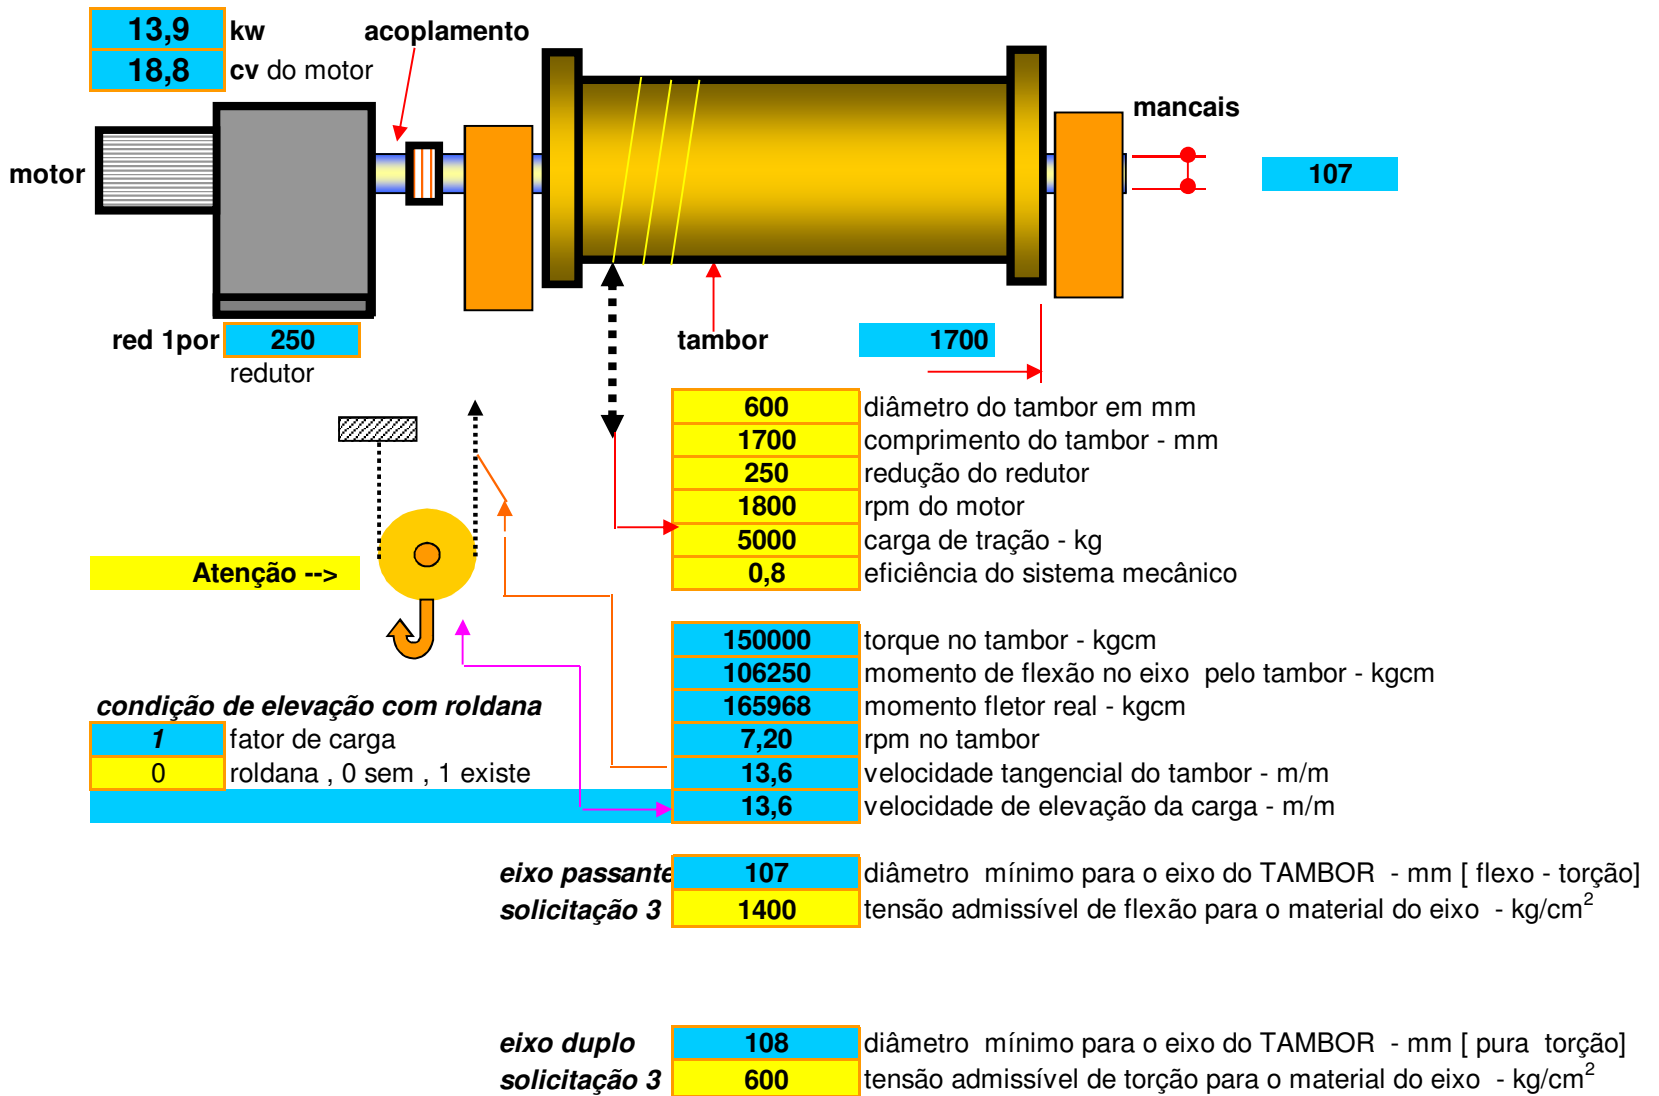 13,9 kw
acoplamento
18,8 cv do motor
mancais
motor
107
red 1por 250
tambor
1700
redutor
600 diâmetro do tambor em mm
1700 comprimento do tambor - mm
250 redução do redutor
1800 rpm do motor
5000 carga de tração - kg
Atenção -->
0,8 eficiência do sistema mecânico
150000 torque no tambor - kgcm
106250 momento de flexão no eixo pelo tambor - kgcm
condição de elevação com roldana
165968 momento fletor real - kgcm
1 fator de carga
7,20 rpm no tambor
0 roldana , 0 sem , 1 existe
13,6 velocidade tangencial do tambor - m/m
13,6 velocidade de elevação da carga - m/m
eixo passante 107 diâmetro mínimo para o eixo do TAMBOR - mm [ flexo - torção]
solicitação 3 1400 tensão admissível de flexão para o material do eixo - kg/cm²
eixo duplo 108 diâmetro mínimo para o eixo do TAMBOR - mm [ pura torção]
solicitação 3 600 tensão admissível de torção para o material do eixo - kg/cm²